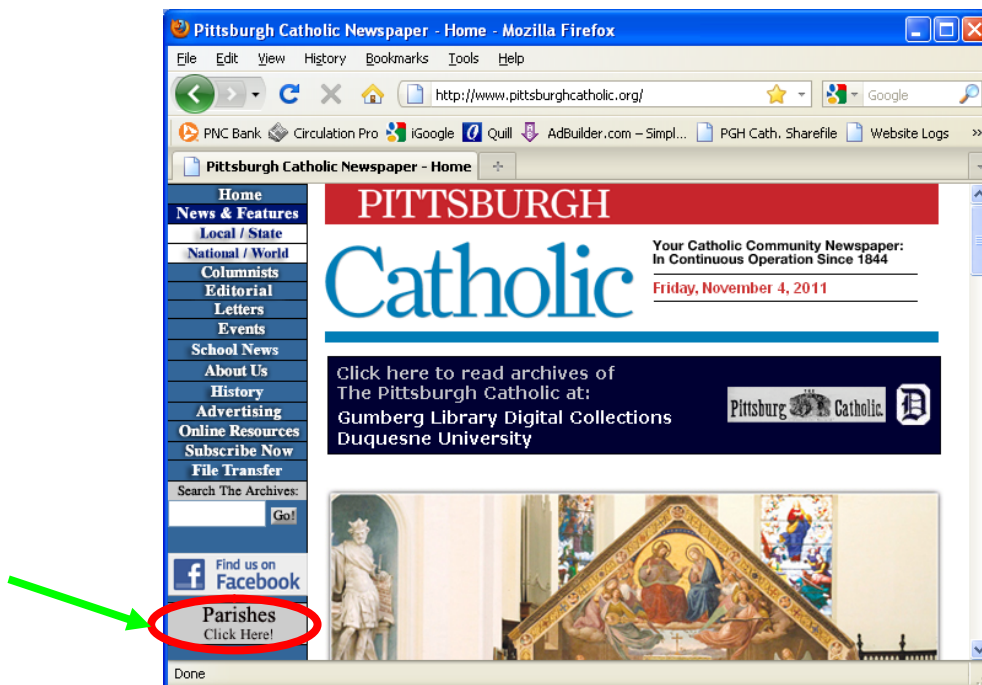 Pittsburgh Catholic Newspaper - Home - Mozilla Firefox
File Edit View History Bookmarks Tools Help
http://www.pittsburghcatholic.org/
Google
PNC Bank Circulation Pro iGoogle Quill AdBuilder.com – Simpl... PGH Cath. Sharefile Website Logs »
Pittsburgh Catholic Newspaper - Home
Home
News & Features
Local / State
National / World
Columnists
Editorial
Letters
Events
School News
About Us
History
Advertising
Online Resources
Subscribe Now
File Transfer
Search The Archives:
Go!
Find us on
Facebook
Parishes
Click Here!
PITTSBURGH
Catholic
Your Catholic Community Newspaper:
In Continuous Operation Since 1844
Friday, November 4, 2011
Click here to read archives of
The Pittsburgh Catholic at:
Gumberg Library Digital Collections
Duquesne University
Pittsburg Catholic.
D
Done